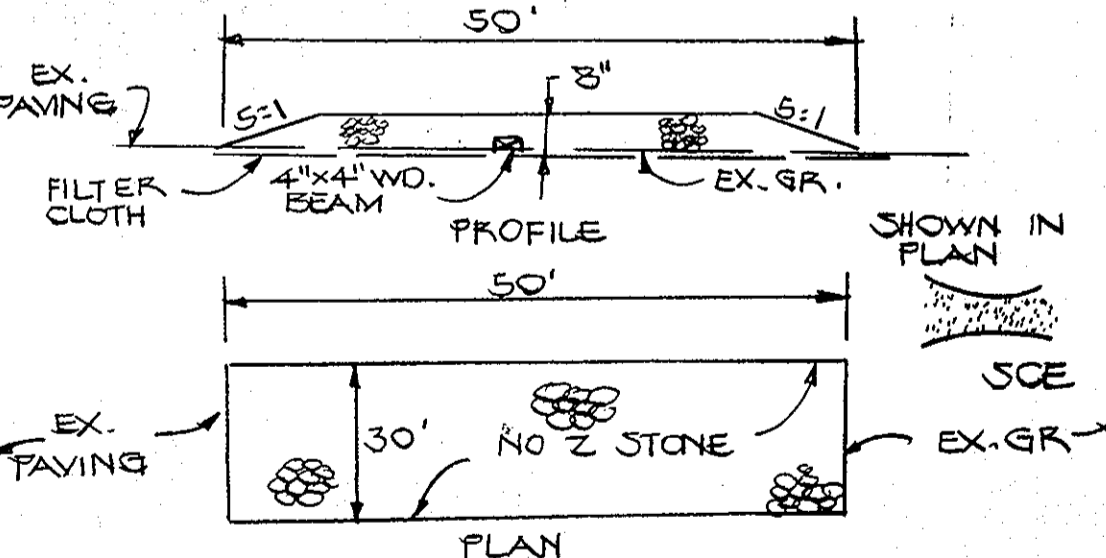 50'
EX.
PAVING
5:1
8"
5:1
FILTER
CLOTH
4"x4" WD.
BEAM
EX. GR.
PROFILE
SHOWN IN
PLAN
SCE
50'
EX.
PAVING
30'
NO 2 STONE
EX. GR
PLAN